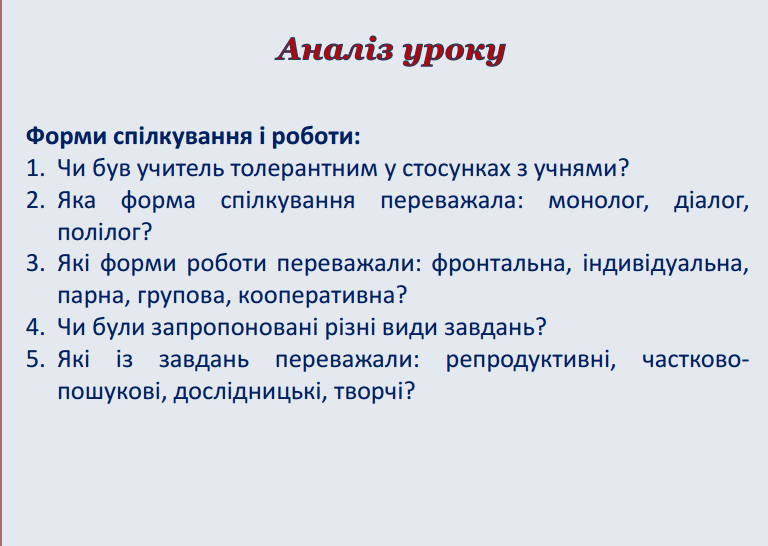 Аналіз уроку
Форми спілкування і роботи:
1. Чи був учитель толерантним у стосунках з учнями?
2. Яка форма спілкування переважала: монолог, діалог,
полілог?
3. Які форми роботи переважали: фронтальна, індивідуальна,
парна, групова, кооперативна?
4. Чи були запропоновані різні види завдань?
5. Які із завдань переважали: репродуктивні, частково-
пошукові, дослідницькі, творчі?